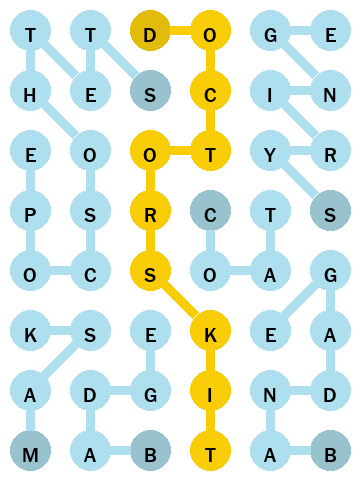 T T D O G E
H E S C I N
E O O T Y R
P S R C T S
O C S O A G
K S E K E A
A D G I N D
M A B T A B